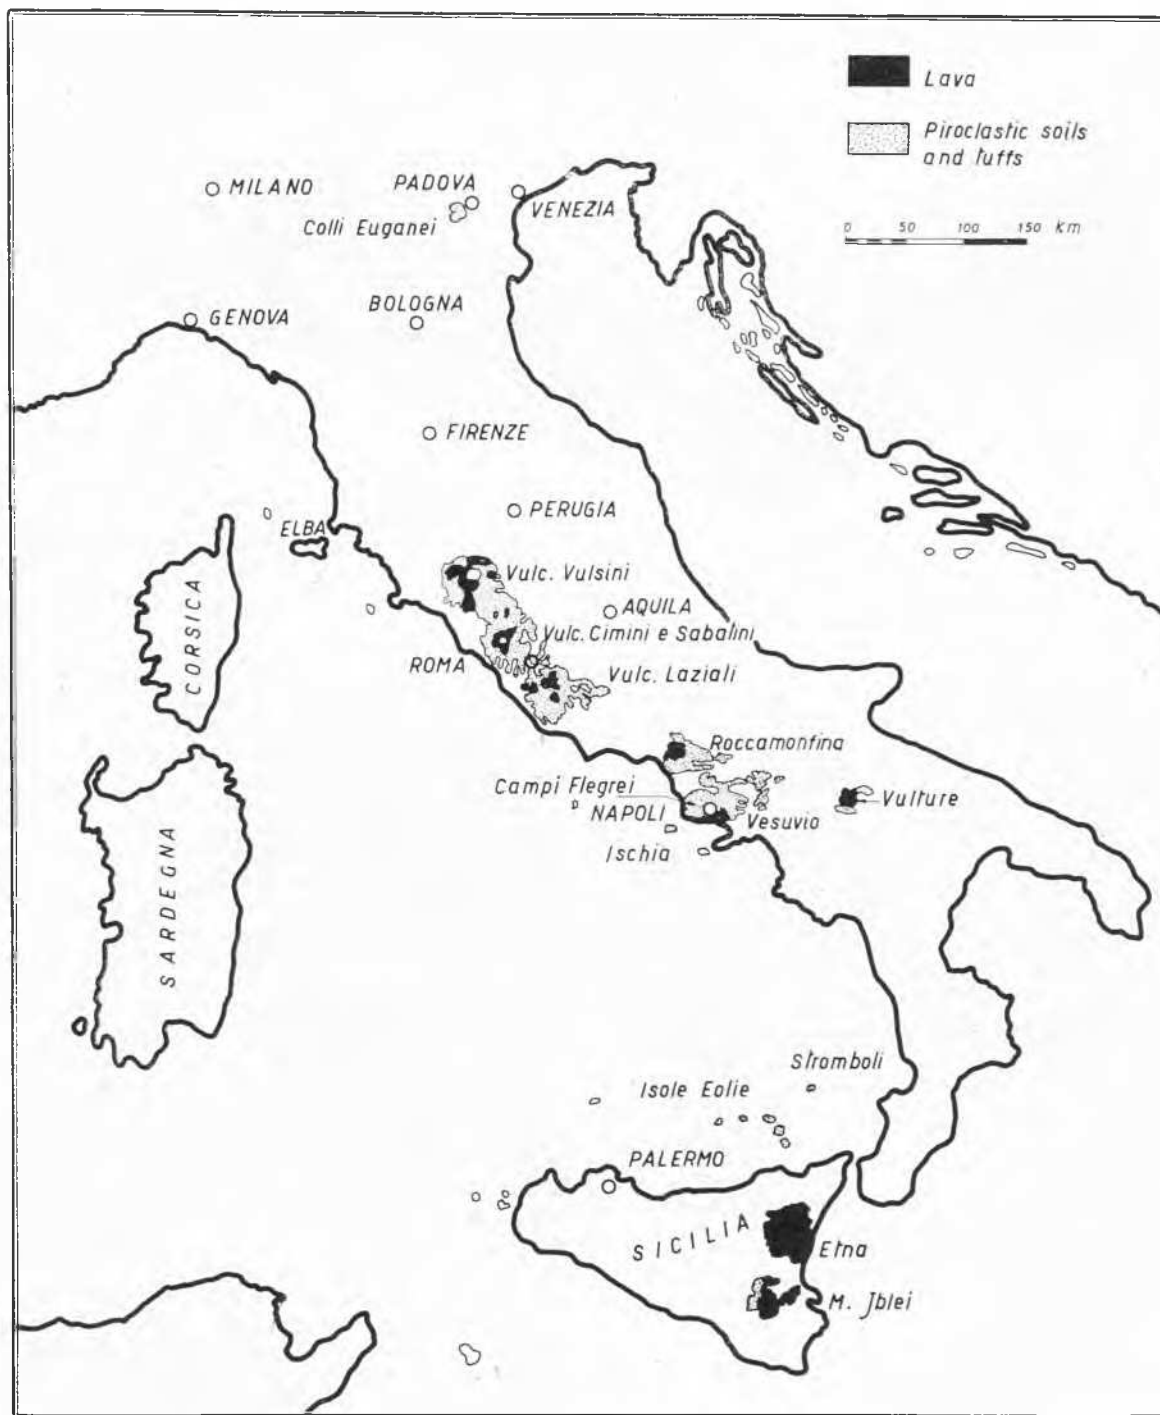 Lava
Piroclastic soils
and tuffs
0 50 100 150 Km
MILANO
PADOVA
VENEZIA
Colli Euganei
BOLOGNA
GENOVA
FIRENZE
PERUGIA
ELBA
Vulc. Vulsini
AQUILA
CORSICA
Vulc. Cimini e Sabalini
ROMA
Vulc. Laziali
Roccamonfina
Campi Flegrei
NAPOLI
Vulture
Vesuvio
Ischia
SARDEGNA
Stromboli
Isole Eolie
PALERMO
SICILIA
Etna
M. Jblei